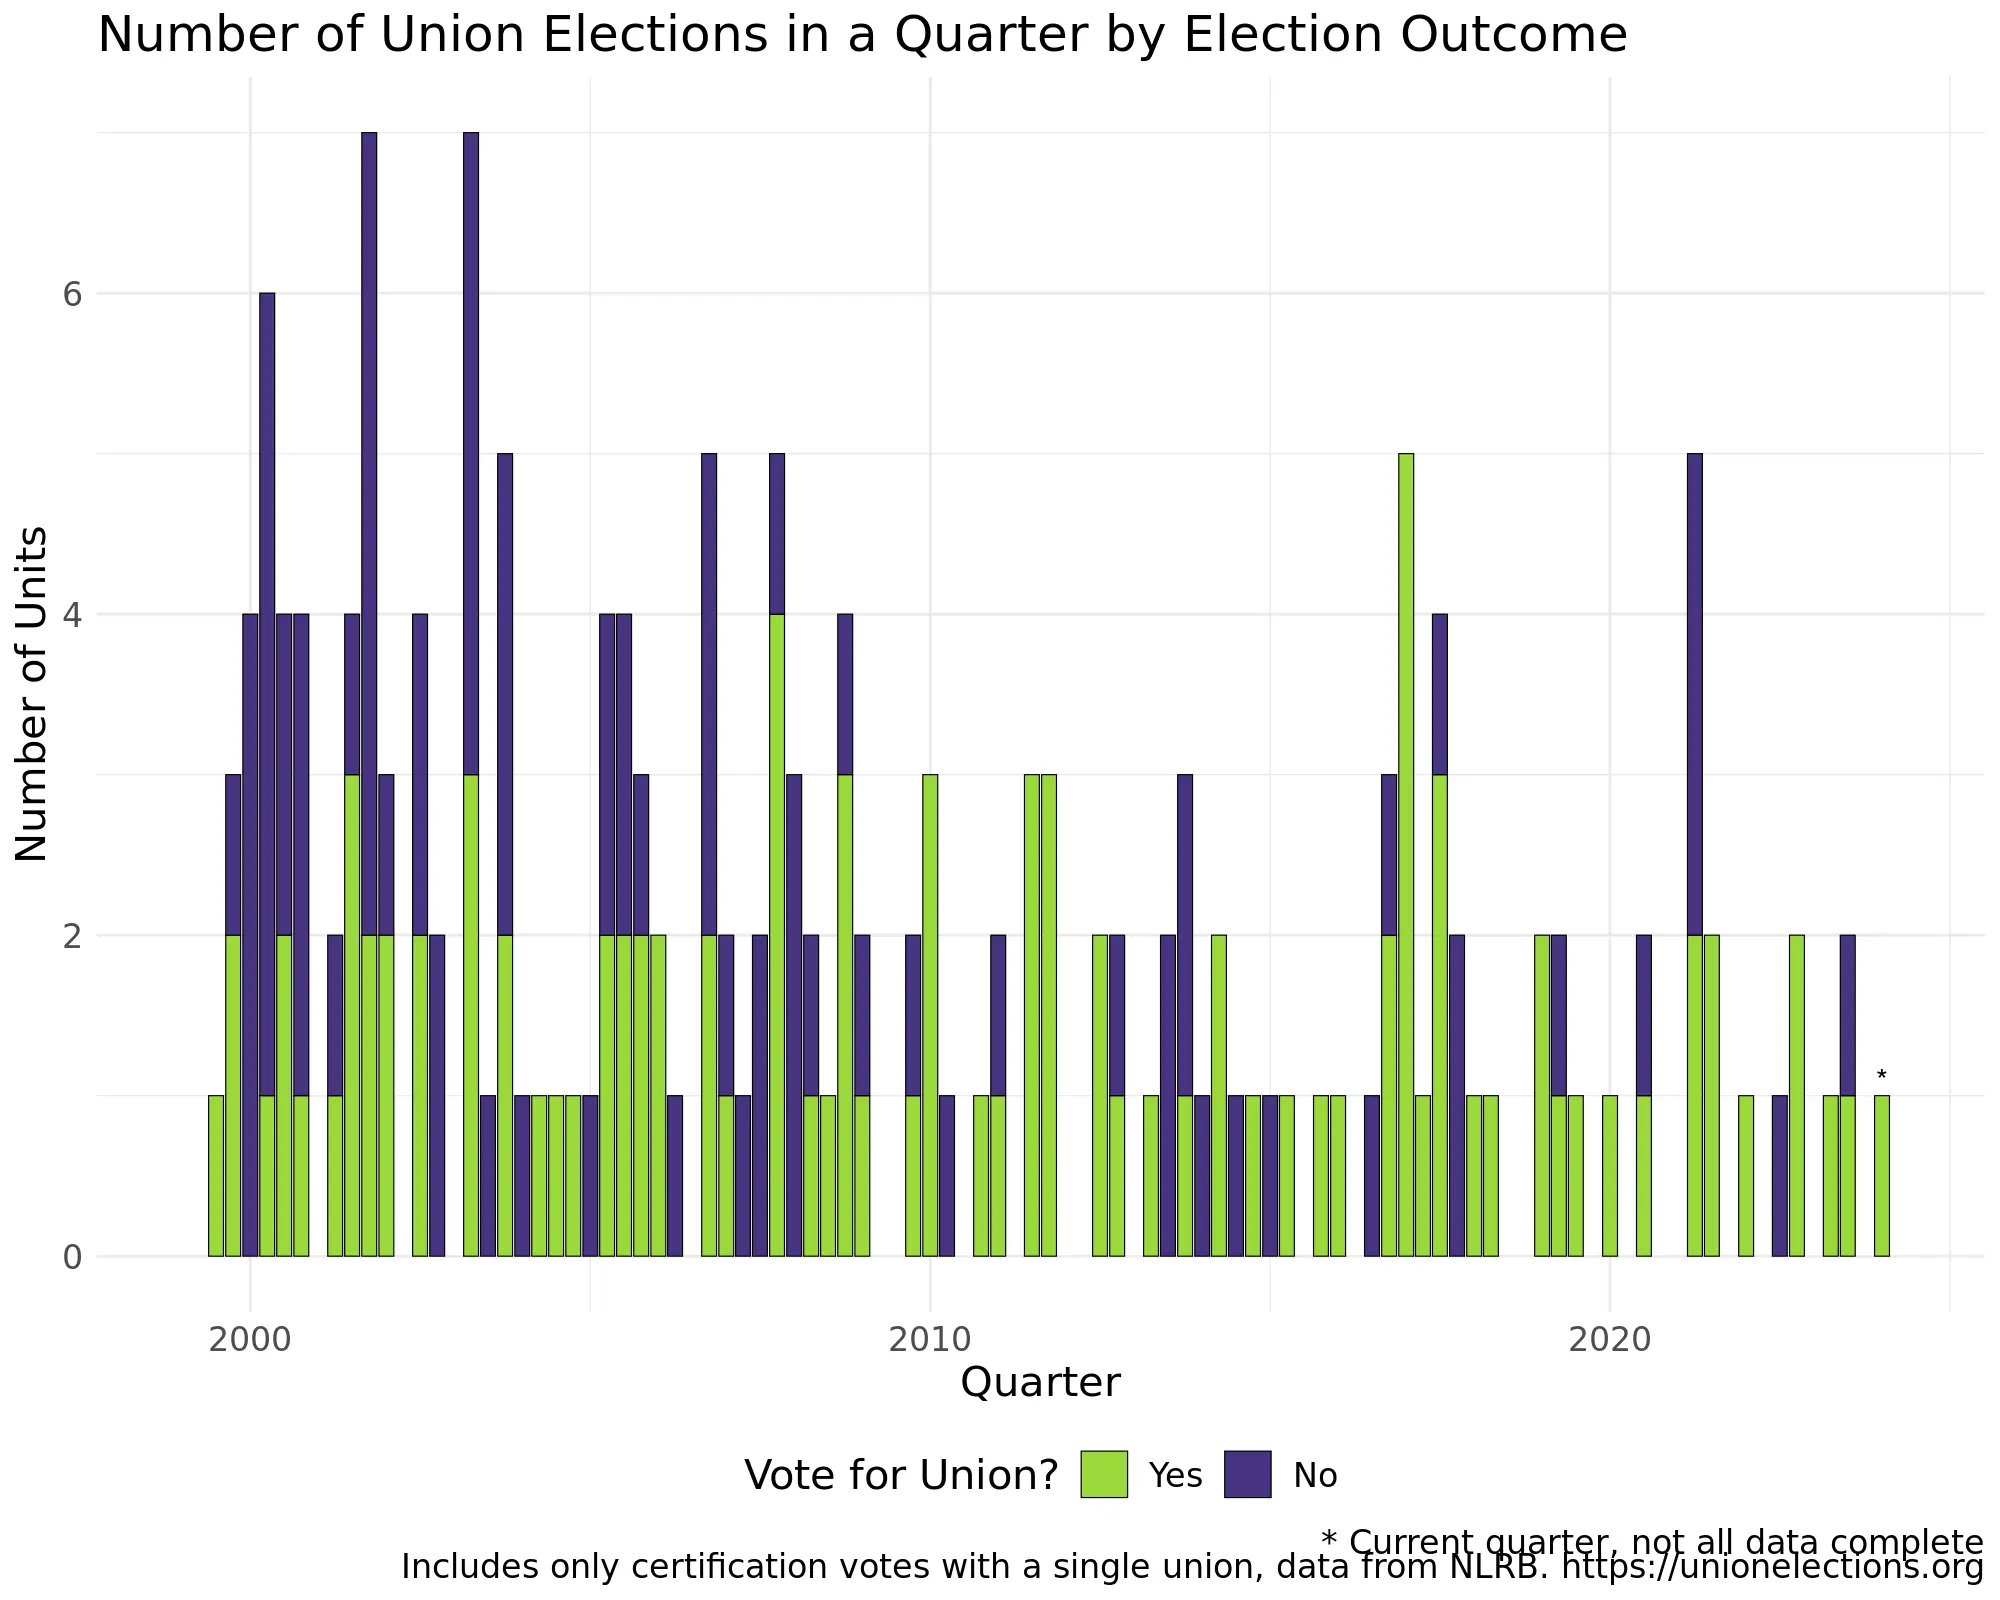 Number of Union Elections in a Quarter by Election Outcome
Number of Units
6
4
2
0
*
2000 2010 2020
Quarter
Vote for Union? Yes No
* Current quarter, not all data complete
Includes only certification votes with a single union, data from NLRB. https://unionelections.org